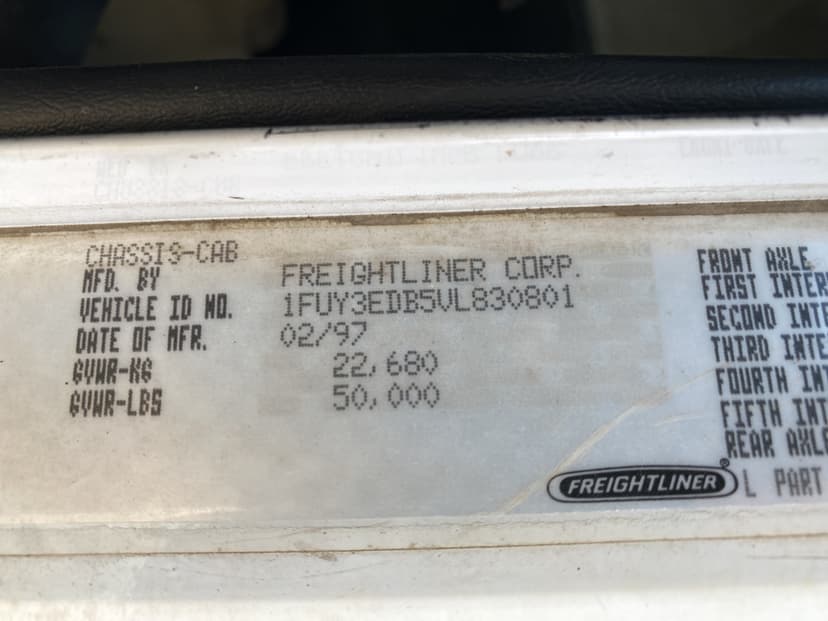 CHASSIS-CAB
MFD. BY FREIGHTLINER CORP.
VEHICLE ID NO. 1FUY3EDB5VL830801
DATE OF MFR. 02/97
GVWR-KG 22,680
GVWR-LBS 50,000
FRONT AXLE
FIRST INTER
SECOND INTE
THIRD INTE
FOURTH INT
FIFTH INT
REAR AXLE
FREIGHTLINER® L PART